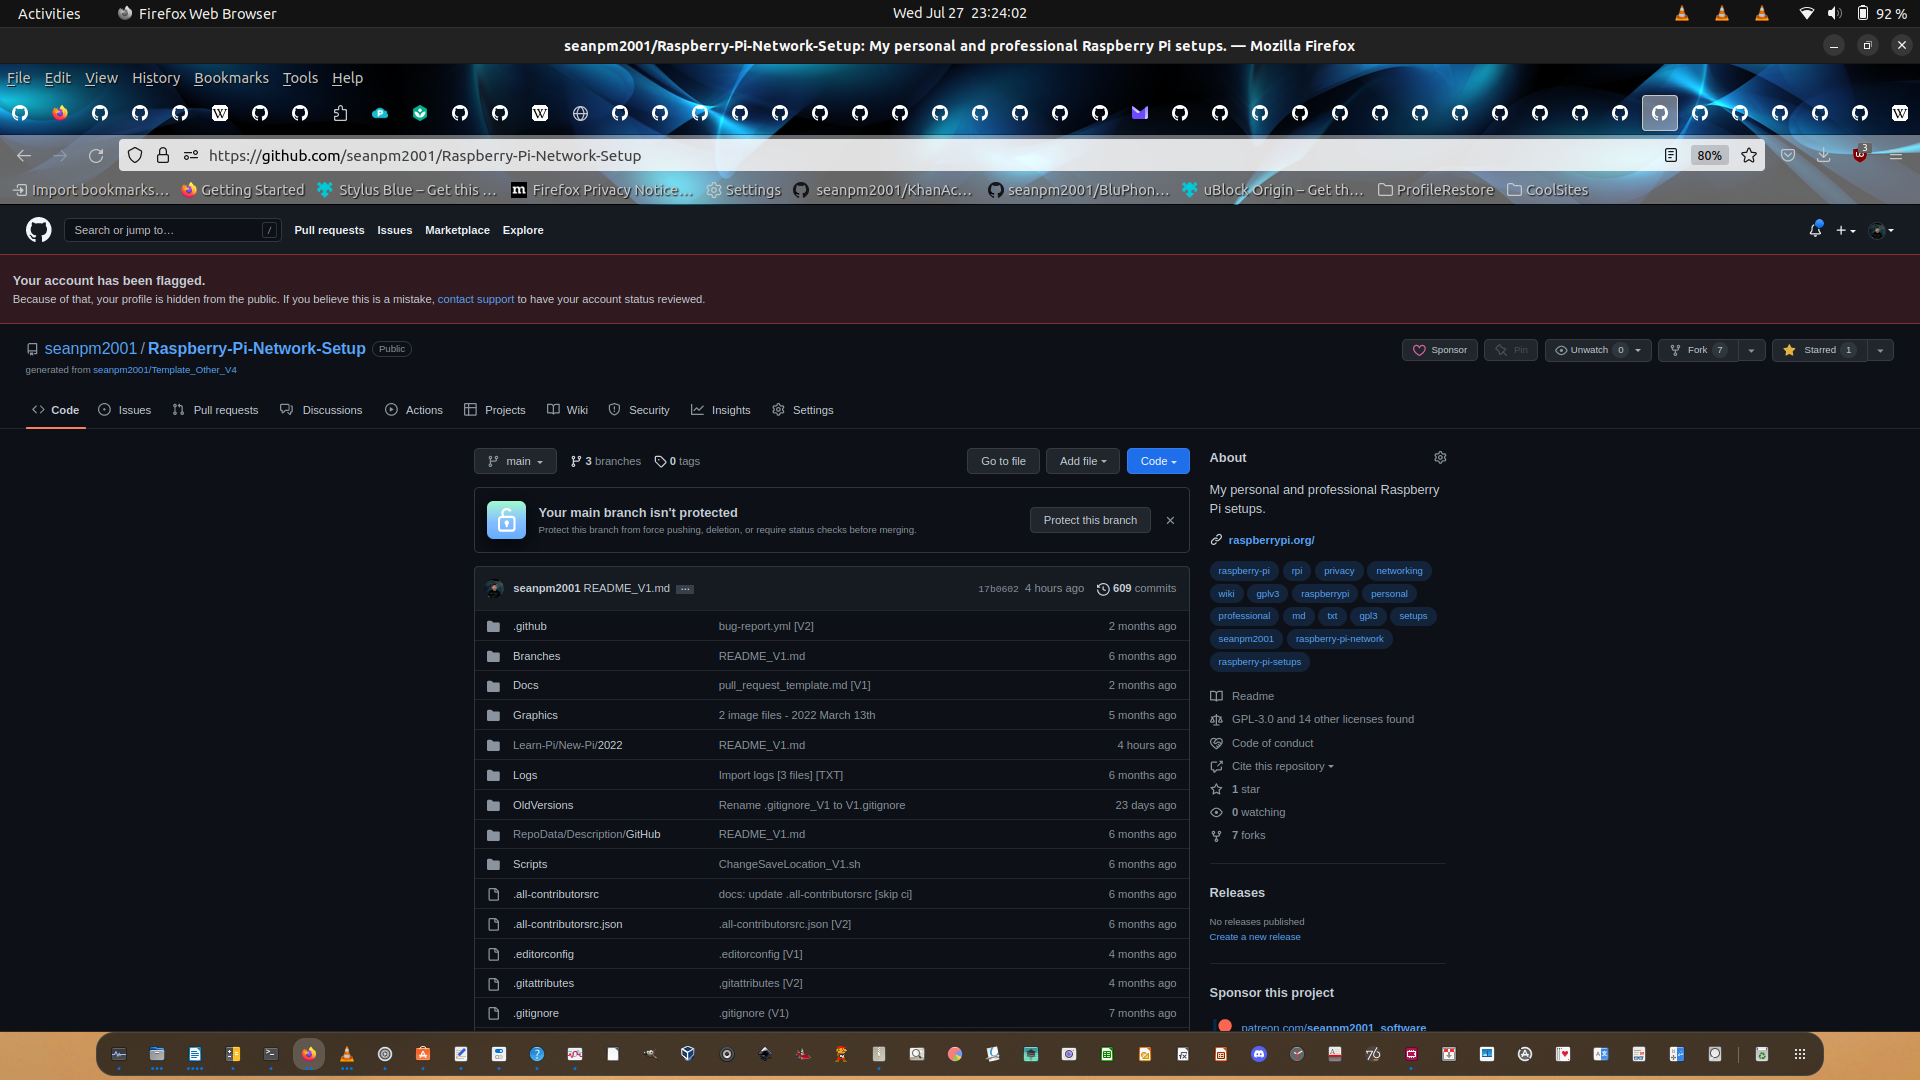 Activities Firefox Web Browser Wed Jul 27 23:24:02 92 %
seanpm2001/Raspberry-Pi-Network-Setup: My personal and professional Raspberry Pi setups. — Mozilla Firefox
File Edit View History Bookmarks Tools Help
https://github.com/seanpm2001/Raspberry-Pi-Network-Setup 80% 3
Import bookmarks… Getting Started Stylus Blue – Get this … Firefox Privacy Notice… Settings seanpm2001/KhanAc… seanpm2001/BluPhon… uBlock Origin – Get th… ProfileRestore CoolSites
Search or jump to… / Pull requests Issues Marketplace Explore
Your account has been flagged.
Because of that, your profile is hidden from the public. If you believe this is a mistake, contact support to have your account status reviewed.
seanpm2001 / Raspberry-Pi-Network-Setup Public Sponsor Pin Unwatch 0 Fork 7 Starred 1
generated from seanpm2001/Template_Other_V4
Code Issues Pull requests Discussions Actions Projects Wiki Security Insights Settings
main 3 branches 0 tags Go to file Add file Code
Your main branch isn't protected
Protect this branch from force pushing, deletion, or require status checks before merging.
Protect this branch
seanpm2001 README_V1.md ... 17b0602 4 hours ago 609 commits
.github bug-report.yml [V2] 2 months ago
Branches README_V1.md 6 months ago
Docs pull_request_template.md [V1] 2 months ago
Graphics 2 image files - 2022 March 13th 5 months ago
Learn-Pi/New-Pi/2022 README_V1.md 4 hours ago
Logs Import logs [3 files] [TXT] 6 months ago
OldVersions Rename .gitignore_V1 to V1.gitignore 23 days ago
RepoData/Description/GitHub README_V1.md 6 months ago
Scripts ChangeSaveLocation_V1.sh 6 months ago
.all-contributorsrc docs: update .all-contributorsrc [skip ci] 6 months ago
.all-contributorsrc.json .all-contributorsrc.json [V2] 6 months ago
.editorconfig .editorconfig [V1] 4 months ago
.gitattributes .gitattributes [V2] 4 months ago
.gitignore .gitignore (V1) 7 months ago
About
My personal and professional Raspberry
Pi setups.
raspberrypi.org/
raspberry-pi rpi privacy networking
wiki gplv3 raspberrypi personal
professional md txt gpl3 setups
seanpm2001 raspberry-pi-network
raspberry-pi-setups
Readme
GPL-3.0 and 14 other licenses found
Code of conduct
Cite this repository
1 star
0 watching
7 forks
Releases
No releases published
Create a new release
Sponsor this project
patreon.com/seanpm2001_software